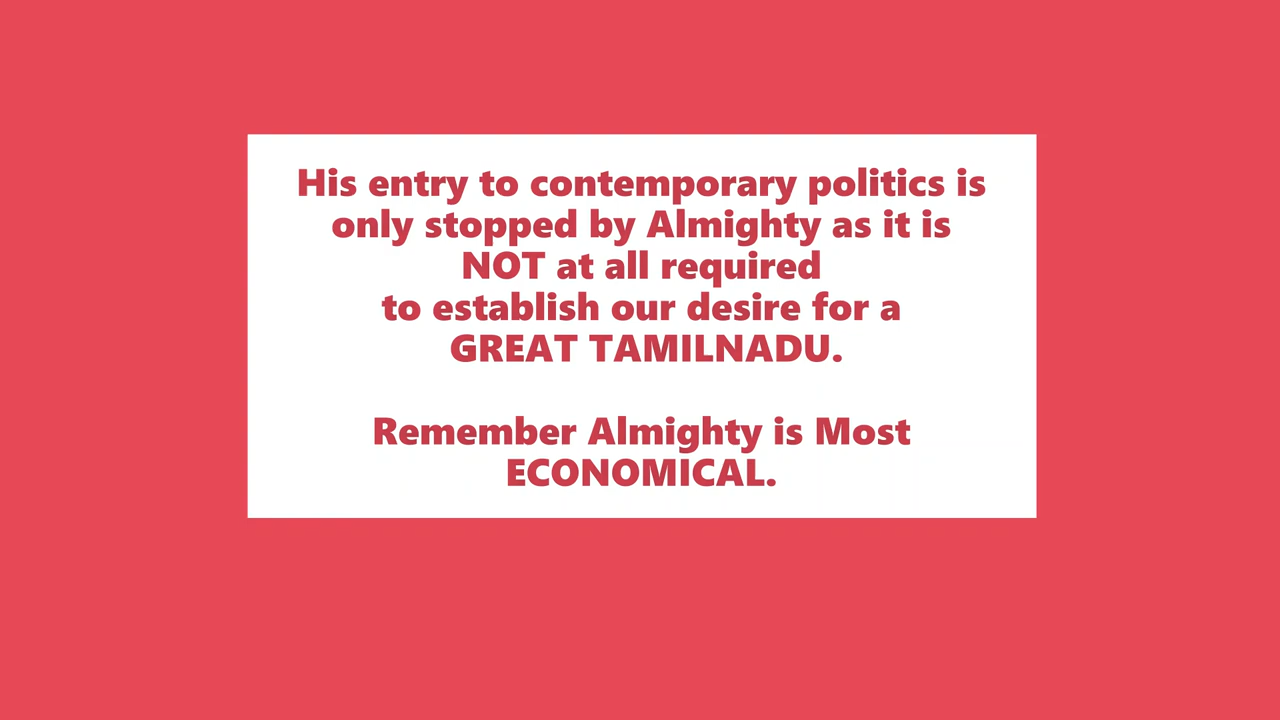 His entry to contemporary politics is
only stopped by Almighty as it is
NOT at all required
to establish our desire for a
GREAT TAMILNADU.
Remember Almighty is Most
ECONOMICAL.